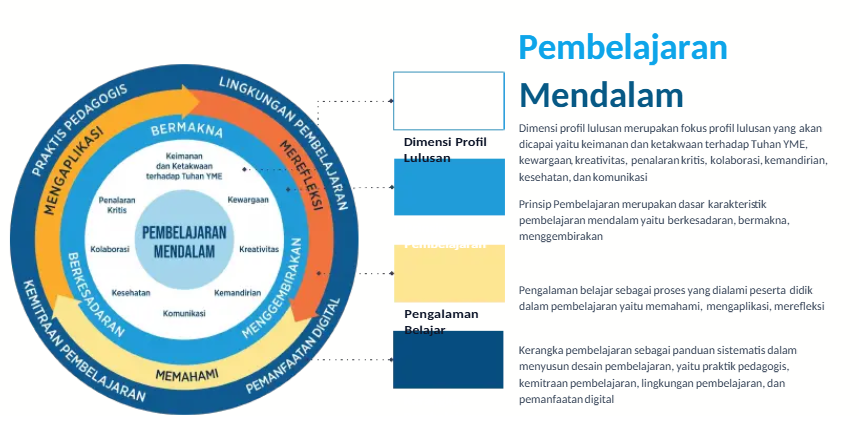 Pembelajaran
Mendalam
PRAKTIS PEDAGOGIS
LINGKUNGAN PEMBELAJARAN
KEMITRAAN PEMBELAJARAN
PEMANFAATAN DIGITAL
MENGAPLIKASI
MEREFLEKSI
MEMAHAMI
BERMAKNA
BERKESADARAN
MENGGEMBIRAKAN
Keimanan
dan Ketakwaan
terhadap Tuhan YME
Penalaran
Kritis
Kewargaan
Kolaborasi
Kreativitas
Kesehatan
Kemandirian
Komunikasi
PEMBELAJARAN
MENDALAM
Dimensi Profil
Lulusan
Dimensi profil lulusan merupakan fokus profil lulusan yang akan
dicapai yaitu keimanan dan ketakwaan terhadap Tuhan YME,
kewargaan, kreativitas, penalaran kritis, kolaborasi, kemandirian,
kesehatan, dan komunikasi
Pembelajaran
Prinsip Pembelajaran merupakan dasar karakteristik
pembelajaran mendalam yaitu berkesadaran, bermakna,
menggembirakan
Pengalaman
Belajar
Pengalaman belajar sebagai proses yang dialami peserta didik
dalam pembelajaran yaitu memahami, mengaplikasi, merefleksi
Kerangka pembelajaran sebagai panduan sistematis dalam
menyusun desain pembelajaran, yaitu praktik pedagogis,
kemitraan pembelajaran, lingkungan pembelajaran, dan
pemanfaatan digital